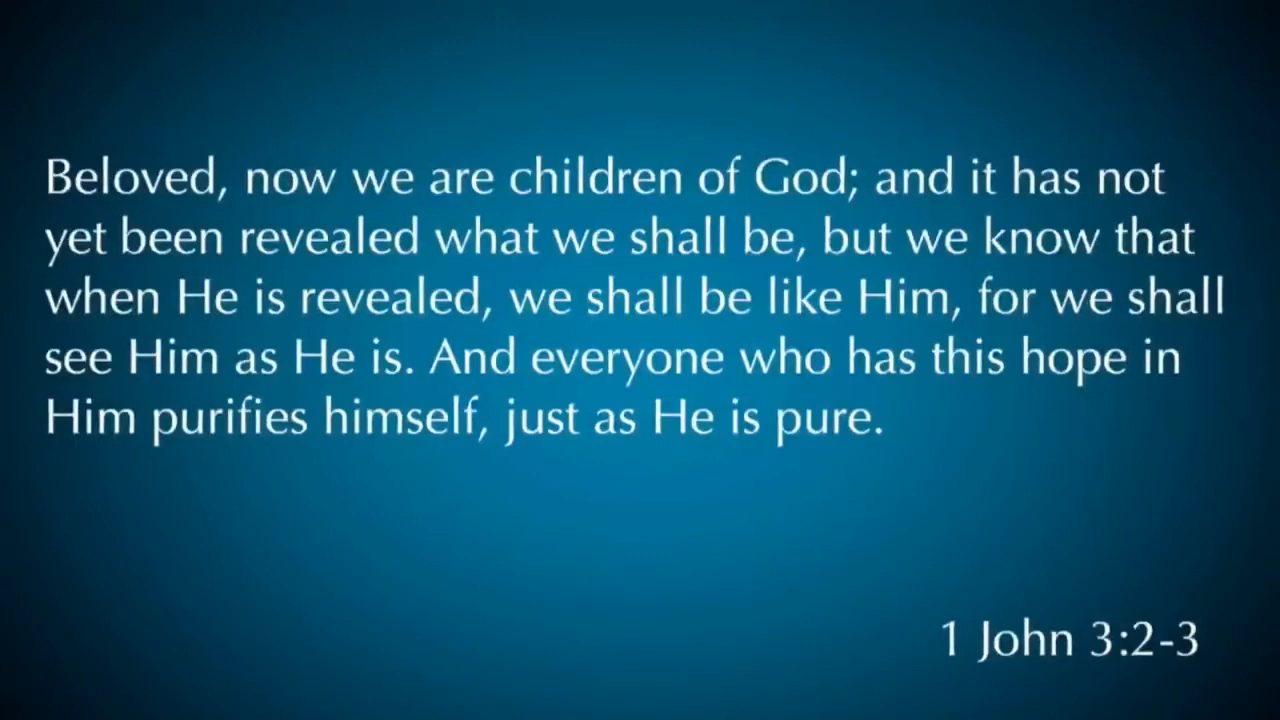 Beloved, now we are children of God; and it has not
yet been revealed what we shall be, but we know that
when He is revealed, we shall be like Him, for we shall
see Him as He is. And everyone who has this hope in
Him purifies himself, just as He is pure.
1 John 3:2-3